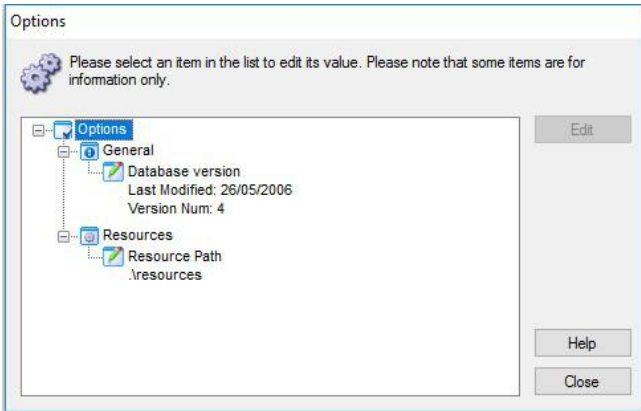 Options
Please select an item in the list to edit its value. Please note that some items are for
information only.
Options
General
Database version
Last Modified: 26/05/2006
Version Num: 4
Resources
Resource Path
.\resources
Edit
Help
Close